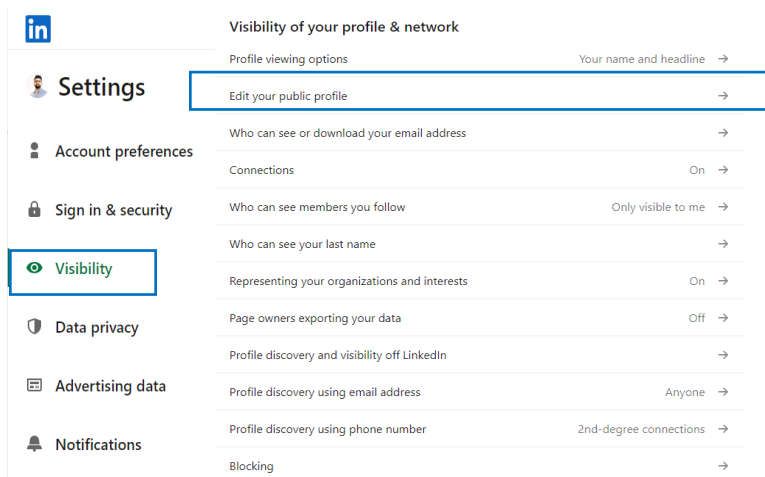 in
Settings
Account preferences
Sign in & security
Visibility
Data privacy
Advertising data
Notifications
Visibility of your profile & network
Profile viewing options Your name and headline
Edit your public profile
Who can see or download your email address
Connections On
Who can see members you follow Only visible to me
Who can see your last name
Representing your organizations and interests On
Page owners exporting your data Off
Profile discovery and visibility off LinkedIn
Profile discovery using email address Anyone
Profile discovery using phone number 2nd-degree connections
Blocking